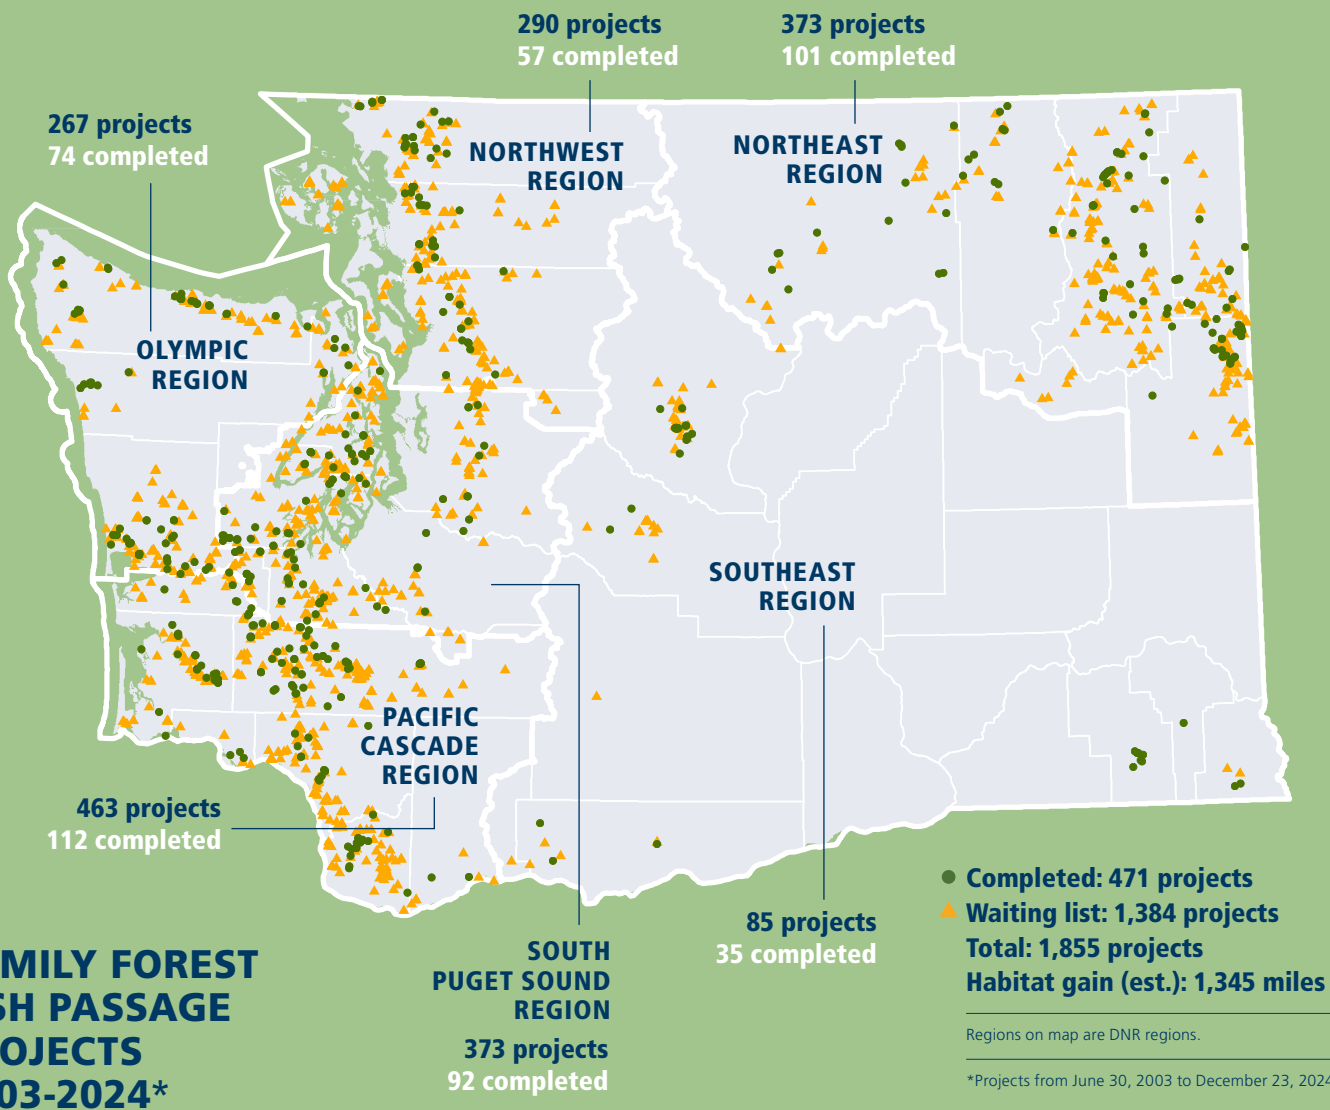 290 projects
57 completed
373 projects
101 completed
267 projects
74 completed
NORTHWEST
REGION
NORTHEAST
REGION
OLYMPIC
REGION
SOUTHEAST
REGION
PACIFIC
CASCADE
REGION
463 projects
112 completed
85 projects
35 completed
SOUTH
PUGET SOUND
REGION
373 projects
92 completed
Completed: 471 projects
Waiting list: 1,384 projects
Total: 1,855 projects
Habitat gain (est.): 1,345 miles
Regions on map are DNR regions.
*Projects from June 30, 2003 to December 23, 2024
MILY FOREST
SH PASSAGE
OJECTS
03-2024*